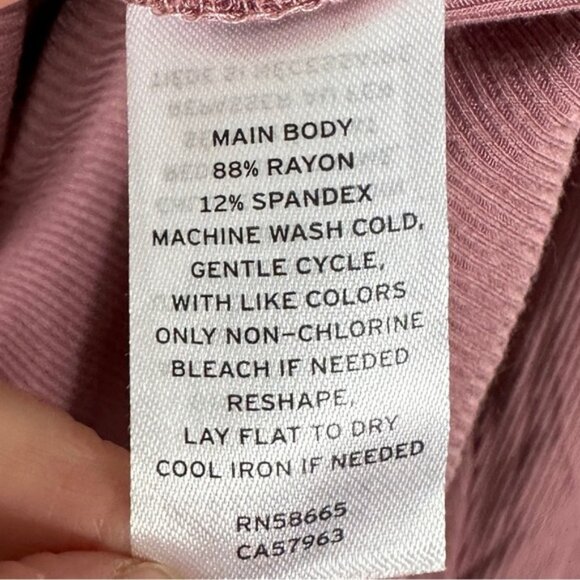 MAIN BODY
88% RAYON
12% SPANDEX
MACHINE WASH COLD,
GENTLE CYCLE,
WITH LIKE COLORS
ONLY NON-CHLORINE
BLEACH IF NEEDED
RESHAPE,
LAY FLAT TO DRY
COOL IRON IF NEEDED
RN58665
CA57963